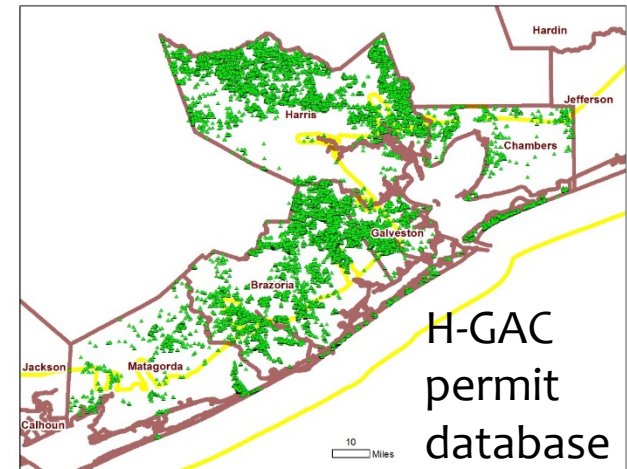 Hardin
Jefferson
Harris
Chambers
Galveston
Brazoria
Jackson
Matagorda
Calhoun
10
Miles
H-GAC
permit
database